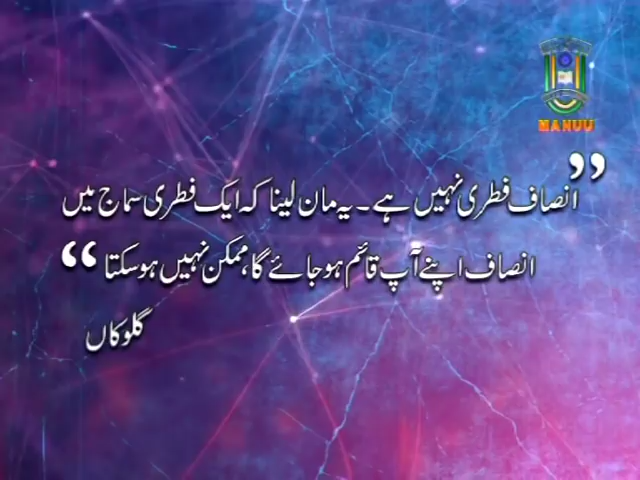 MANUU
”انصاف فطری نہیں ہے۔ یہ مان لینا کہ ایک فطری سماج میں
انصاف اپنے آپ قائم ہوجائے گا، ممکن نہیں ہوسکتا“
گلوکاں